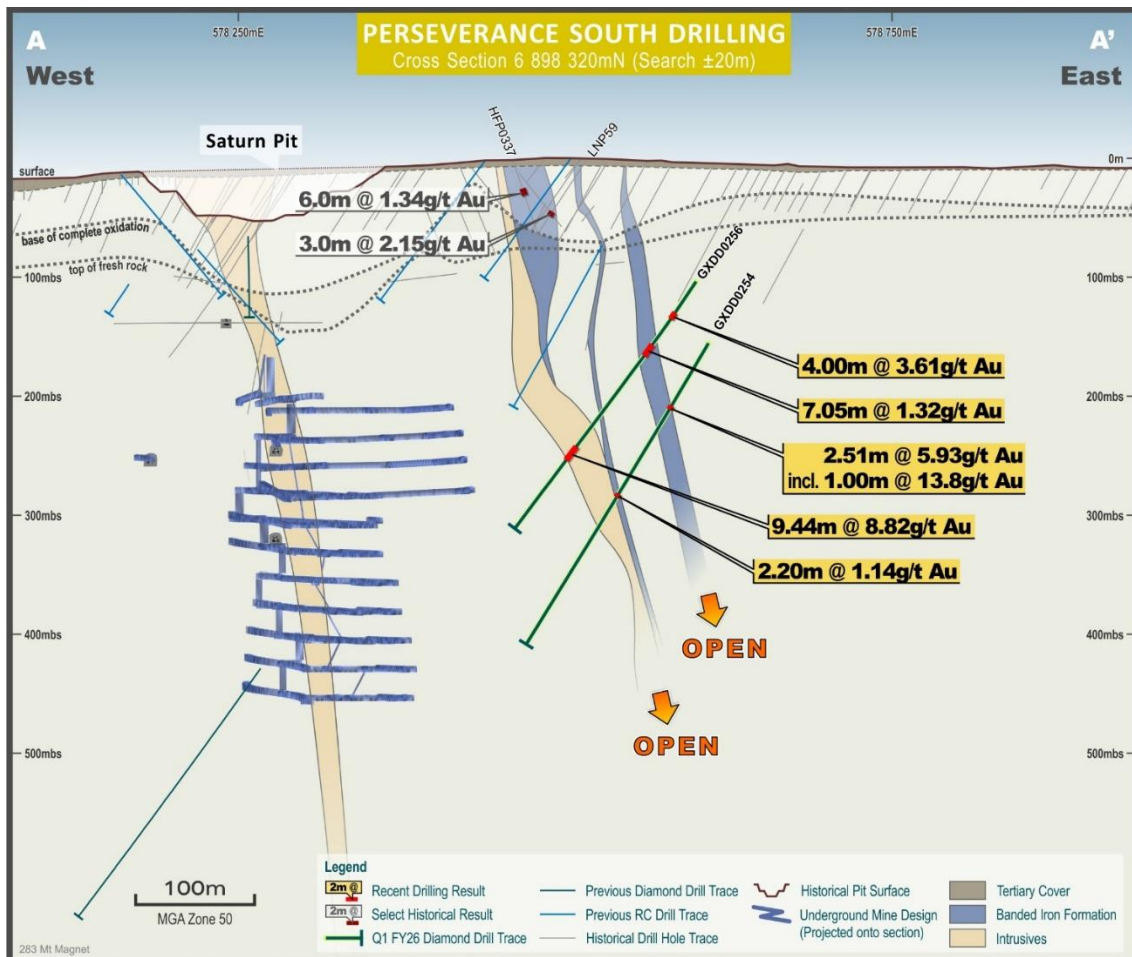 A
578 250mE
PERSEVERANCE SOUTH DRILLING
Cross Section 6 898 320mN (Search ±20m)
578 750mE
A'
West
East
Saturn Pit
HFP0337
LNP59
surface
0m
6.0m @ 1.34g/t Au
3.0m @ 2.15g/t Au
base of complete oxidation
top of fresh rock
100mbs
100mbs
GXDD0256
GXDD0254
4.00m @ 3.61g/t Au
200mbs
200mbs
7.05m @ 1.32g/t Au
2.51m @ 5.93g/t Au
incl. 1.00m @ 13.8g/t Au
300mbs
300mbs
9.44m @ 8.82g/t Au
2.20m @ 1.14g/t Au
400mbs
400mbs
OPEN
OPEN
500mbs
500mbs
100m
MGA Zone 50
Legend
2m @ Recent Drilling Result
2m @ Select Historical Result
Q1 FY26 Diamond Drill Trace
Previous Diamond Drill Trace
Previous RC Drill Trace
Historical Drill Hole Trace
Historical Pit Surface
Underground Mine Design
(Projected onto section)
Tertiary Cover
Banded Iron Formation
Intrusives
283 Mt Magnet